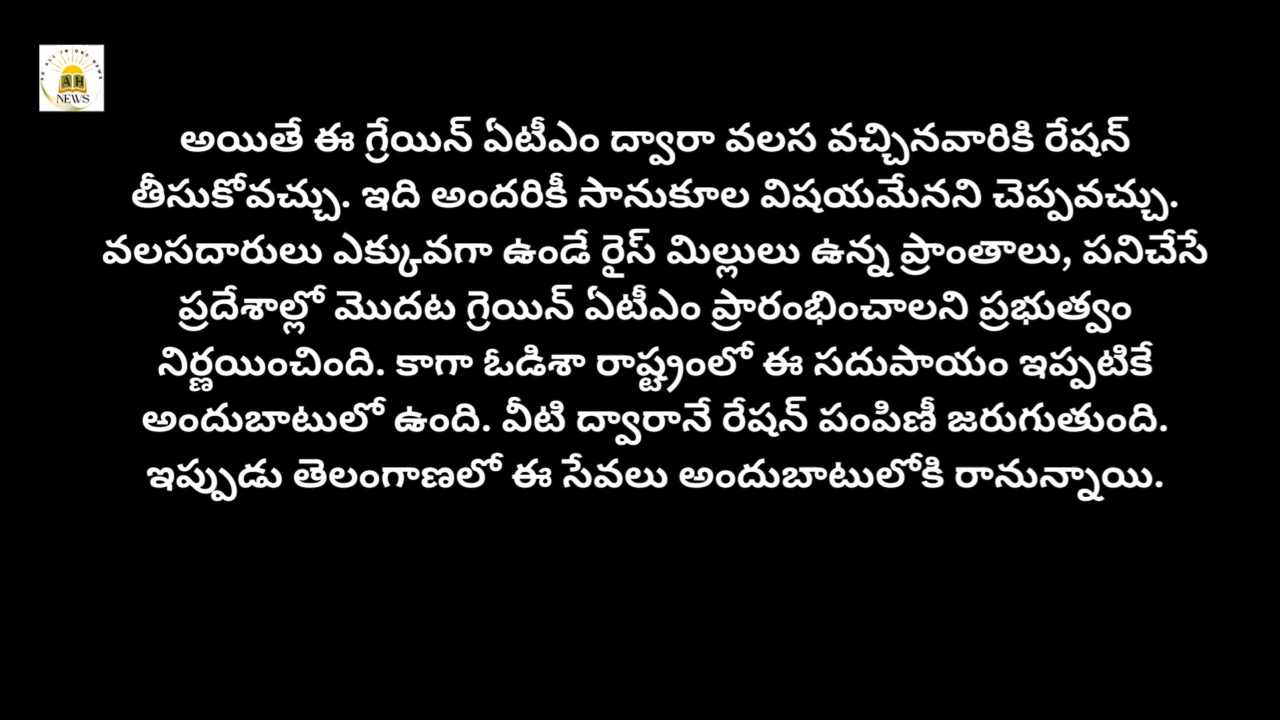 AH
NEWS
అయితే ఈ గ్రేయిన్ ఏటీఎం ద్వారా వలస వచ్చినవారికి రేషన్
తీసుకోవచ్చు. ఇది అందరికీ సానుకూల విషయమేనని చెప్పవచ్చు.
వలసదారులు ఎక్కువగా ఉండే రైస్ మిల్లులు ఉన్న ప్రాంతాలు, పనిచేసే
ప్రదేశాల్లో మొదట గ్రెయిన్ ఏటీఎం ప్రారంభించాలని ప్రభుత్వం
నిర్ణయించింది. కాగా ఓడిశా రాష్ట్రంలో ఈ సదుపాయం ఇప్పటికే
అందుబాటులో ఉంది. వీటి ద్వారానే రేషన్ పంపిణీ జరుగుతుంది.
ఇప్పుడు తెలంగాణలో ఈ సేవలు అందుబాటులోకి రానున్నాయి.